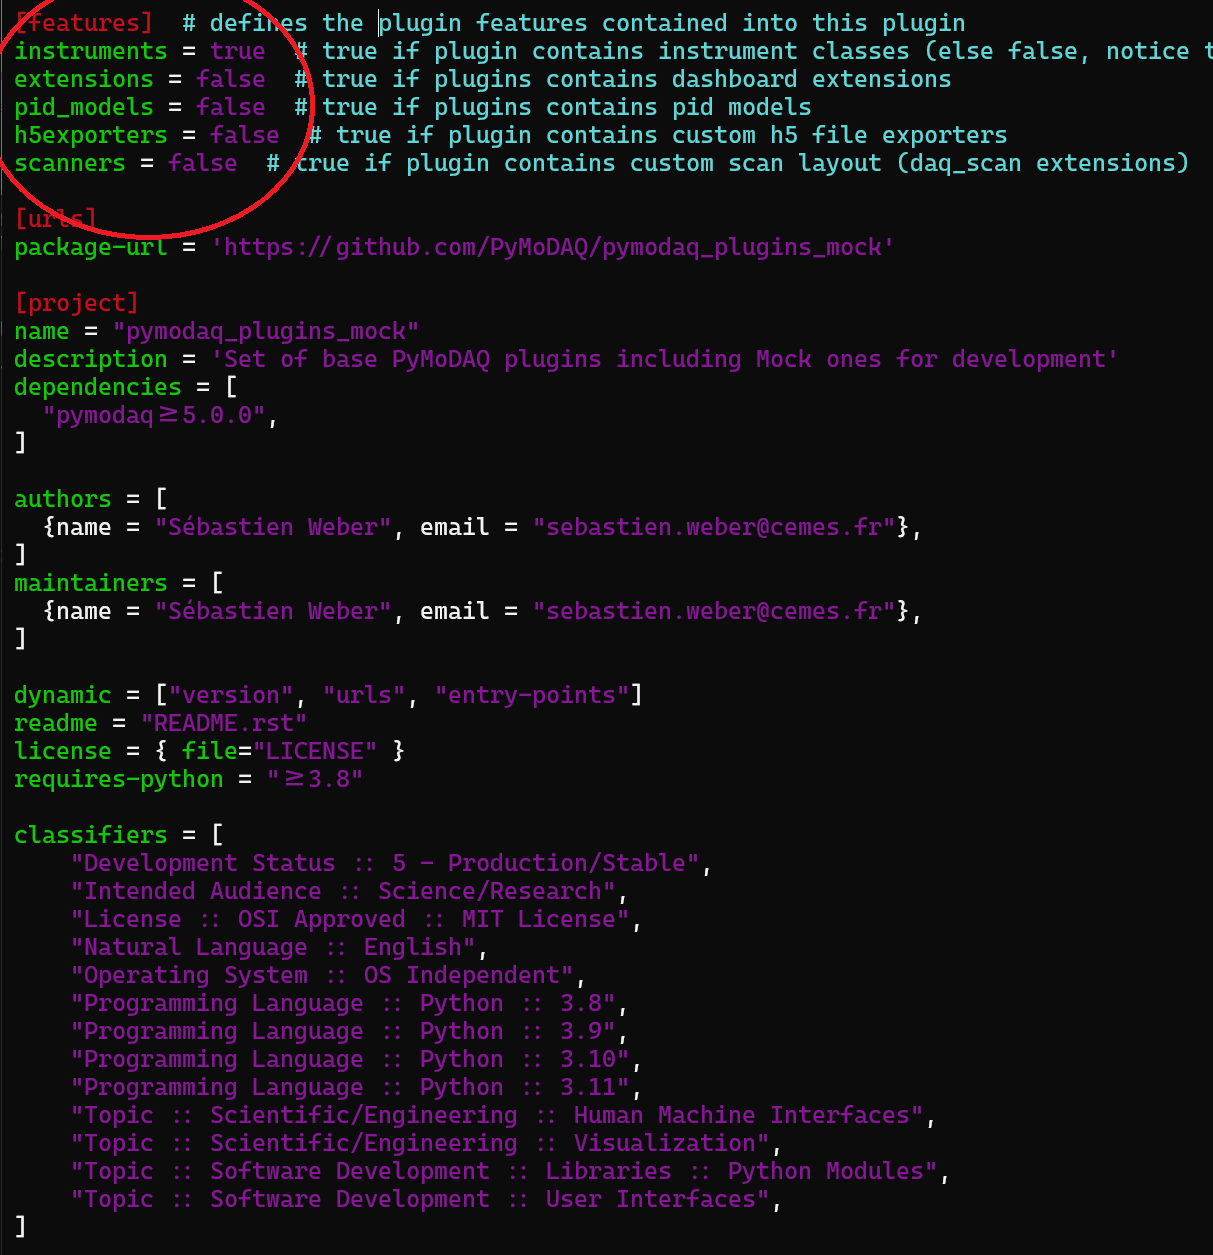 [features]  # defines the plugin features contained into this plugin
instruments = true  # true if plugin contains instrument classes (else false, notice
extensions = false  # true if plugins contains dashboard extensions
pid_models = false  # true if plugins contains pid models
h5exporters = false  # true if plugin contains custom h5 file exporters
scanners = false  # true if plugin contains custom scan layout (daq_scan extensions)
[urls]
package-url = 'https://github.com/PyMoDAQ/pymodaq_plugins_mock'
[project]
name = "pymodaq_plugins_mock"
description = 'Set of base PyMoDAQ plugins including Mock ones for development'
dependencies = [
  "pymodaq≥5.0.0",
]
authors = [
  {name = "Sébastien Weber", email = "sebastien.weber@cemes.fr"},
]
maintainers = [
  {name = "Sébastien Weber", email = "sebastien.weber@cemes.fr"},
]
dynamic = ["version", "urls", "entry-points"]
readme = "README.rst"
license = { file="LICENSE" }
requires-python = "≥3.8"
classifiers = [
    "Development Status :: 5 - Production/Stable",
    "Intended Audience :: Science/Research",
    "License :: OSI Approved :: MIT License",
    "Natural Language :: English",
    "Operating System :: OS Independent",
    "Programming Language :: Python :: 3.8",
    "Programming Language :: Python :: 3.9",
    "Programming Language :: Python :: 3.10",
    "Programming Language :: Python :: 3.11",
    "Topic :: Scientific/Engineering :: Human Machine Interfaces",
    "Topic :: Scientific/Engineering :: Visualization",
    "Topic :: Software Development :: Libraries :: Python Modules",
    "Topic :: Software Development :: User Interfaces",
]